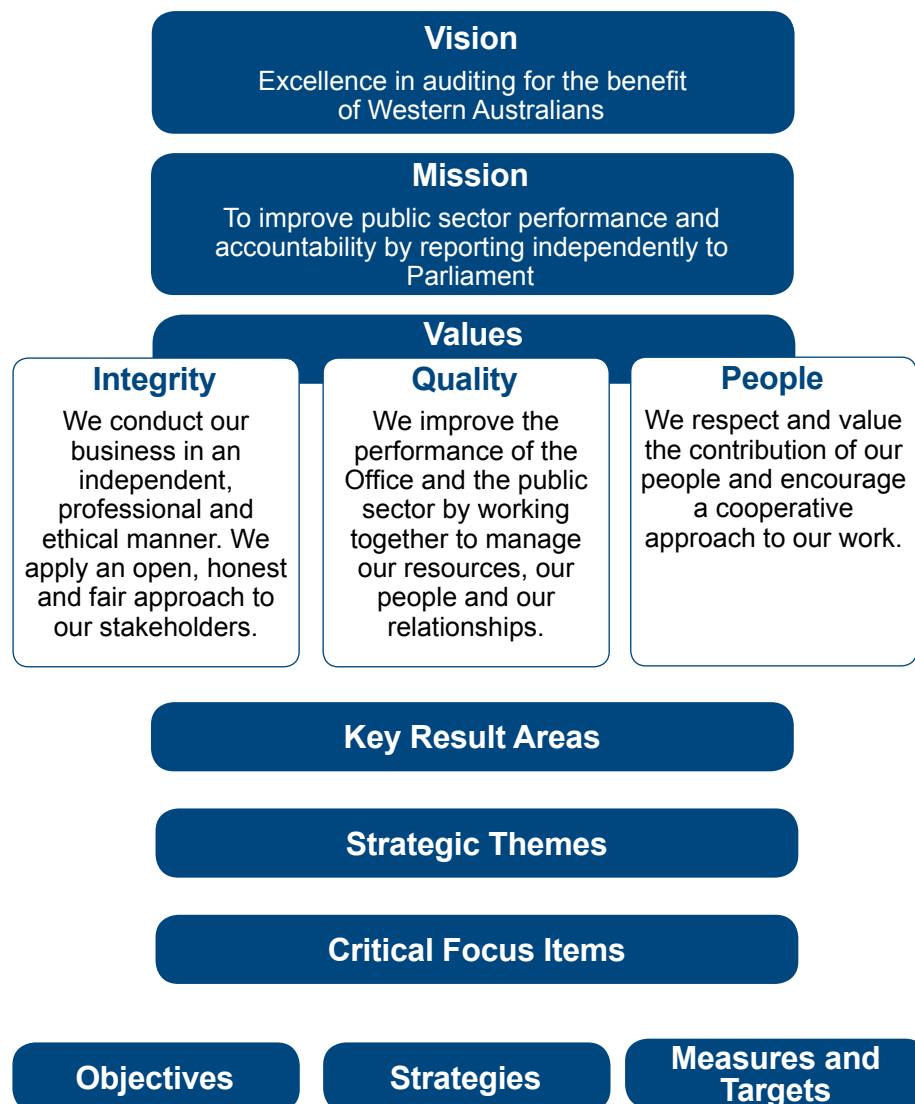 Vision
Excellence in auditing for the benefit
of Western Australians
Mission
To improve public sector performance and
accountability by reporting independently to
Parliament
Values
Integrity
We conduct our
business in an
independent,
professional and
ethical manner. We
apply an open, honest
and fair approach to
our stakeholders.
Quality
We improve the
performance of the
Office and the public
sector by working
together to manage
our resources, our
people and our
relationships.
People
We respect and value
the contribution of our
people and encourage
a cooperative
approach to our work.
Key Result Areas
Strategic Themes
Critical Focus Items
Objectives
Strategies
Measures and
Targets